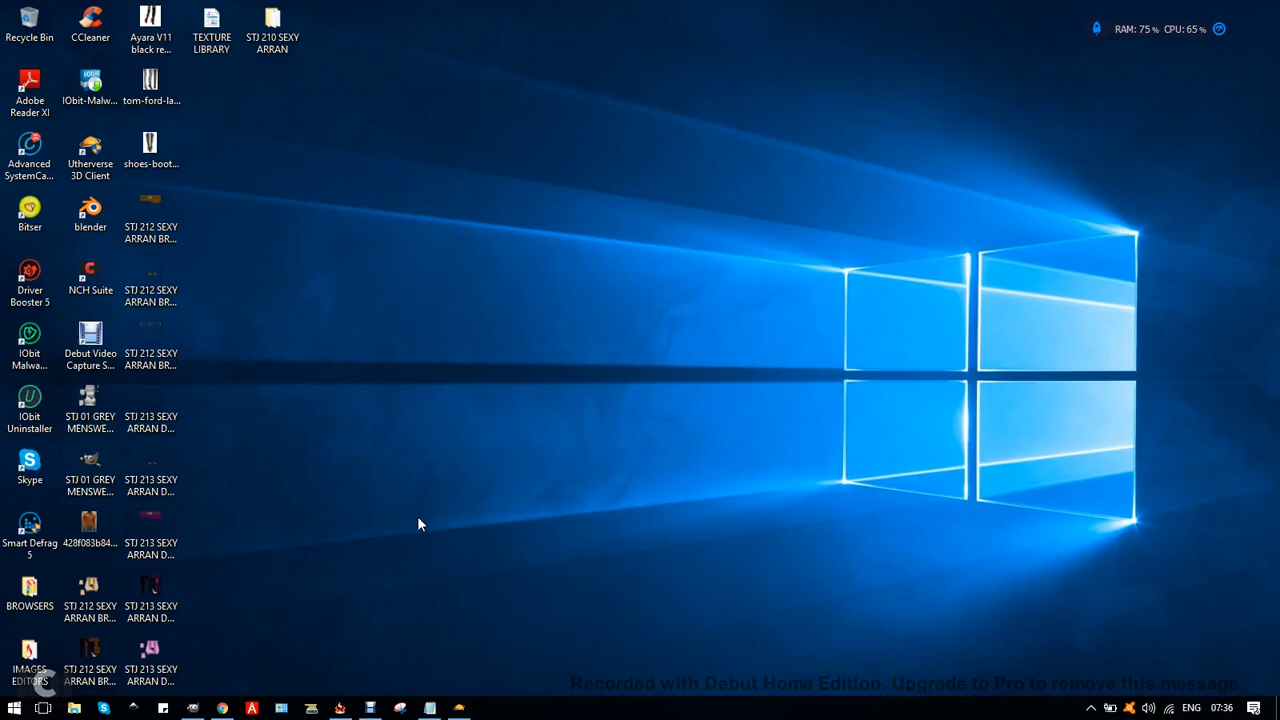 Recycle Bin
CCleaner
Ayara V11
black re...
TEXTURE
LIBRARY
STJ 210 SEXY
ARRAN
RAM: 75% CPU: 65%
Adobe
Reader XI
IObit-Malw...
tom-ford-la...
Advanced
SystemCa...
Utherverse
3D Client
shoes-boot...
Bitser
blender
STJ 212 SEXY
ARRAN BR...
Driver
Booster 5
NCH Suite
STJ 212 SEXY
ARRAN BR...
IObit
Malwa...
Debut Video
Capture S...
STJ 212 SEXY
ARRAN BR...
IObit
Uninstaller
STJ 01 GREY
MENSWE...
STJ 213 SEXY
ARRAN D...
Skype
STJ 01 GREY
MENSWE...
STJ 213 SEXY
ARRAN D...
Smart Defrag
5
428f083b84...
STJ 213 SEXY
ARRAN D...
BROWSERS
STJ 212 SEXY
ARRAN BR...
STJ 213 SEXY
ARRAN D...
IMAGES
EDITORS
STJ 212 SEXY
ARRAN BR...
STJ 213 SEXY
ARRAN D...
Recorded with Debut Home Edition. Upgrade to Pro to remove this message
ENG
07:36